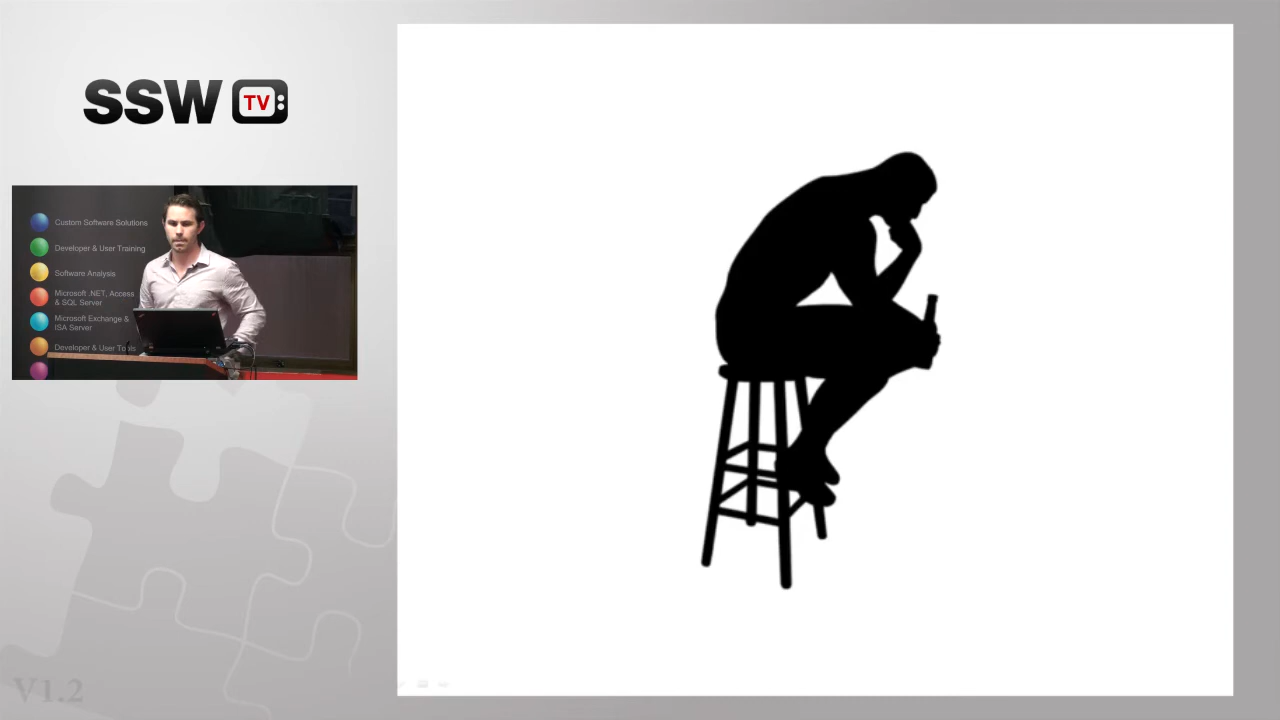 SSW TV
Custom Software Solutions
Developer & User Training
Software Analysis
Microsoft .NET, Access
& SQL Server
Microsoft Exchange &
ISA Server
Developer & User Tools
V1.2